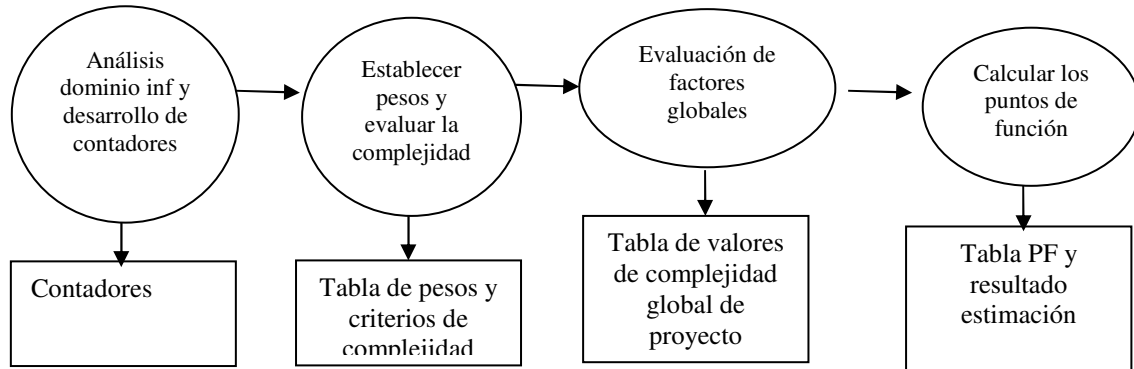 Análisis
dominio inf y
desarrollo de
contadores
Establecer
pesos y
evaluar la
complejidad
Evaluación de
factores
globales
Calcular los
puntos de
función
Contadores
Tabla de pesos y
criterios de
complejidad
Tabla de valores
de complejidad
global de
proyecto
Tabla PF y
resultado
estimación